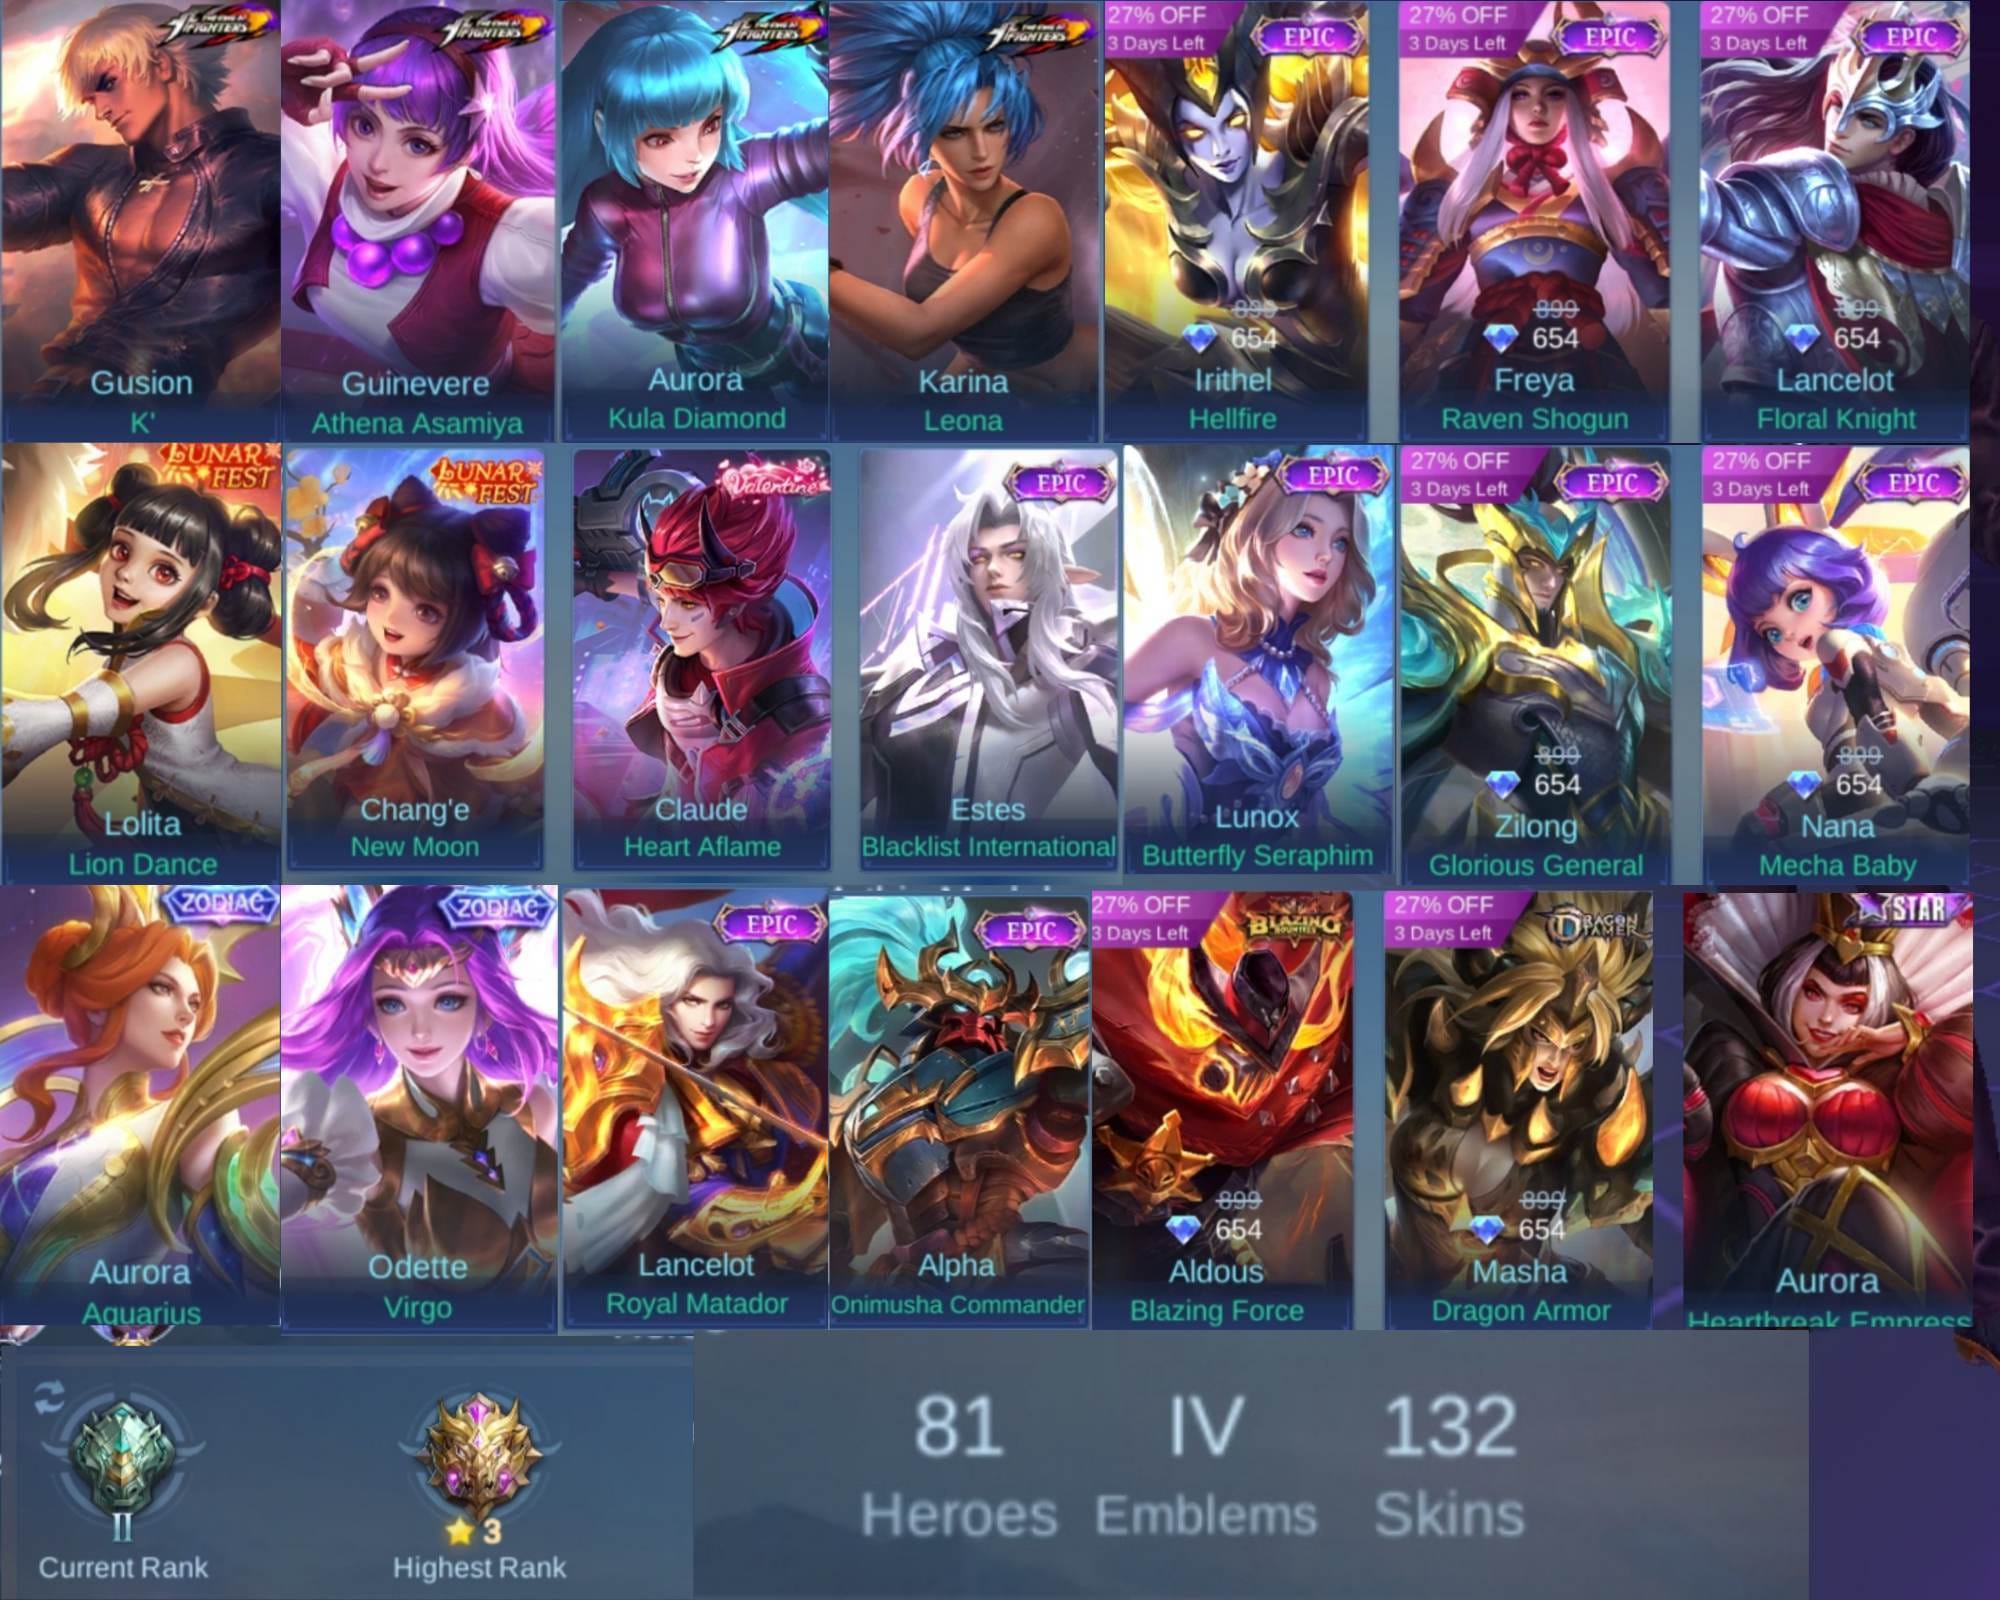 THE KING OF FIGHTERS
Gusion
K'
THE KING OF FIGHTERS
Guinevere
Athena Asamiya
THE KING OF FIGHTERS
Aurora
Kula Diamond
THE KING OF FIGHTERS
Karina
Leona
27% OFF
3 Days Left
EPIC
899
654
Irithel
Hellfire
27% OFF
3 Days Left
EPIC
899
654
Freya
Raven Shogun
27% OFF
3 Days Left
EPIC
899
654
Lancelot
Floral Knight
LUNAR
FEST
Lolita
Lion Dance
LUNAR
FEST
Chang'e
New Moon
Valentine
Claude
Heart Aflame
EPIC
Estes
Blacklist International
EPIC
Lunox
Butterfly Seraphim
27% OFF
3 Days Left
EPIC
899
654
Zilong
Glorious General
27% OFF
3 Days Left
EPIC
899
654
Nana
Mecha Baby
ZODIAC
Aurora
Aquarius
ZODIAC
Odette
Virgo
EPIC
Lancelot
Royal Matador
EPIC
Alpha
Onimusha Commander
27% OFF
3 Days Left
BLAZING
BOUNTIES
899
654
Aldous
Blazing Force
27% OFF
3 Days Left
DRAGON
TAMER
899
654
Masha
Dragon Armor
STAR
Aurora
Heartbreak Empress
II
Current Rank
3
Highest Rank
81
Heroes
IV
Emblems
132
Skins